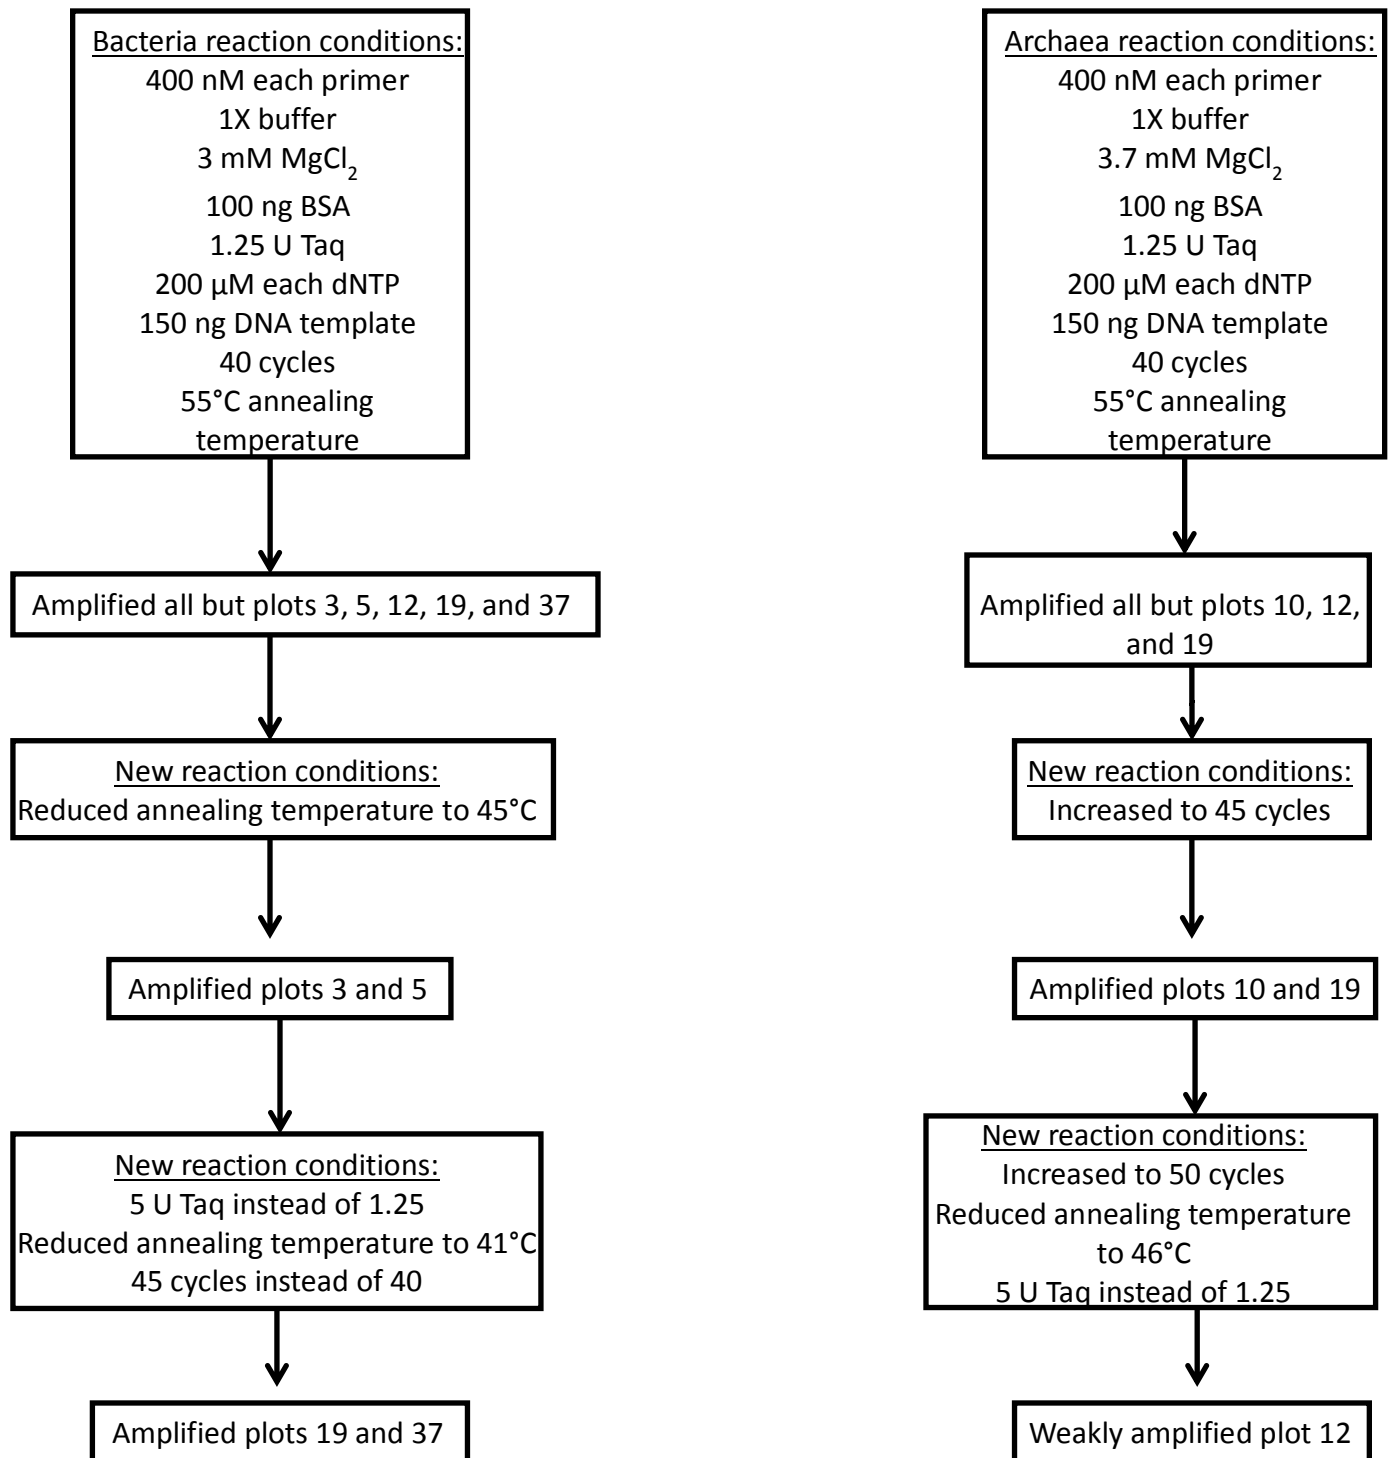 Bacteria reaction conditions:
400 nM each primer
1X buffer
3 mM MgCl₂
100 ng BSA
1.25 U Taq
200 µM each dNTP
150 ng DNA template
40 cycles
55°C annealing
temperature
Amplified all but plots 3, 5, 12, 19, and 37
New reaction conditions:
Reduced annealing temperature to 45°C
Amplified plots 3 and 5
New reaction conditions:
5 U Taq instead of 1.25
Reduced annealing temperature to 41°C
45 cycles instead of 40
Amplified plots 19 and 37
Archaea reaction conditions:
400 nM each primer
1X buffer
3.7 mM MgCl₂
100 ng BSA
1.25 U Taq
200 µM each dNTP
150 ng DNA template
40 cycles
55°C annealing
temperature
Amplified all but plots 10, 12,
and 19
New reaction conditions:
Increased to 45 cycles
Amplified plots 10 and 19
New reaction conditions:
Increased to 50 cycles
Reduced annealing temperature
to 46°C
5 U Taq instead of 1.25
Weakly amplified plot 12